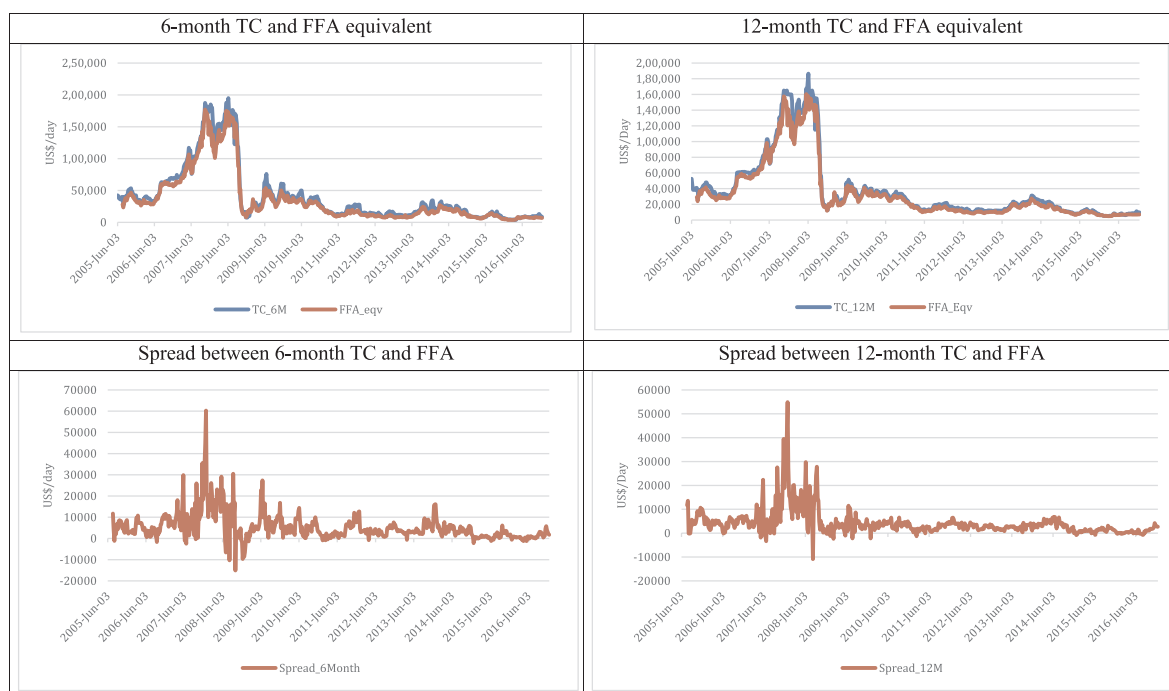 6-month TC and FFA equivalent
2,50,000
2,00,000
1,50,000
1,00,000
50,000
0
US$/day
2005-Jun-03
2006-Jun-03
2007-Jun-03
2008-Jun-03
2009-Jun-03
2010-Jun-03
2011-Jun-03
2012-Jun-03
2013-Jun-03
2014-Jun-03
2015-Jun-03
2016-Jun-03
TC_6M FFA_eqv
12-month TC and FFA equivalent
2,00,000
1,80,000
1,60,000
1,40,000
1,20,000
1,00,000
80,000
60,000
40,000
20,000
0
US$/Day
2005-Jun-03
2006-Jun-03
2007-Jun-03
2008-Jun-03
2009-Jun-03
2010-Jun-03
2011-Jun-03
2012-Jun-03
2013-Jun-03
2014-Jun-03
2015-Jun-03
2016-Jun-03
TC_12M FFA_Eqv
Spread between 6-month TC and FFA
70000
60000
50000
40000
30000
20000
10000
0
-10000
-20000
US$/Day
2005-Jun-03
2006-Jun-03
2007-Jun-03
2008-Jun-03
2009-Jun-03
2010-Jun-03
2011-Jun-03
2012-Jun-03
2013-Jun-03
2014-Jun-03
2015-Jun-03
2016-Jun-03
Spread_6Month
Spread between 12-month TC and FFA
60000
50000
40000
30000
20000
10000
0
-10000
-20000
US$/Day
2005-Jun-03
2006-Jun-03
2007-Jun-03
2008-Jun-03
2009-Jun-03
2010-Jun-03
2011-Jun-03
2012-Jun-03
2013-Jun-03
2014-Jun-03
2015-Jun-03
2016-Jun-03
Spread_12M